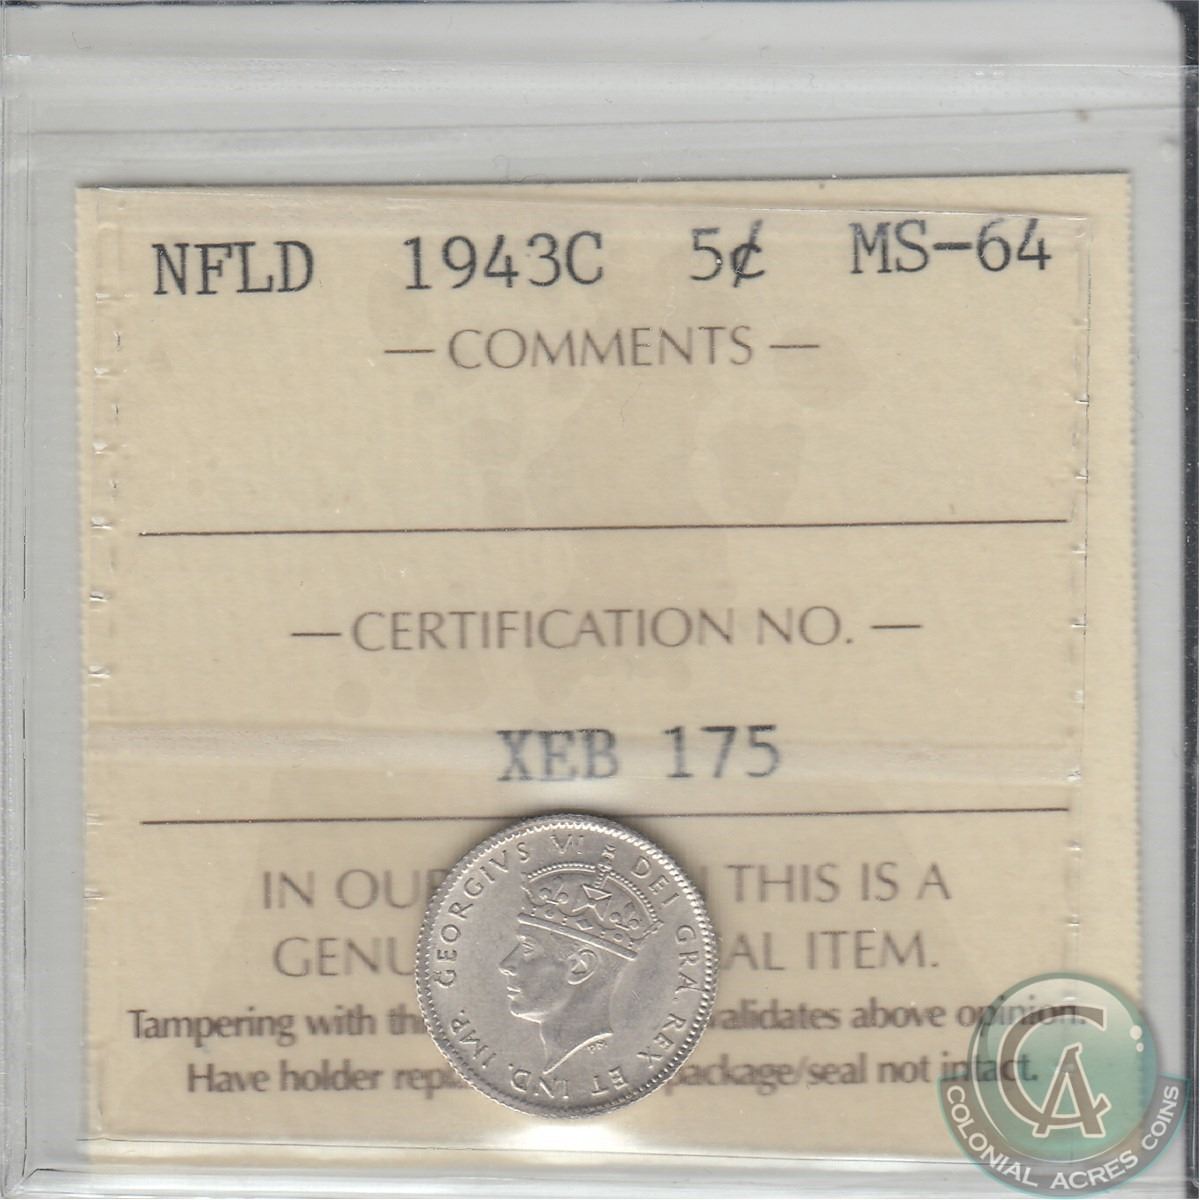 NFLD 1943C 5¢ MS-64
— COMMENTS —
— CERTIFICATION NO. —
XEB 175
IN OU THIS IS A
GENU AL ITEM.
Tampering with th validates above opinion.
Have holder rep package/seal not intact.
GEORGIVS VI DEI GRA. REX ET IND. IMP.
CA
COLONIAL ACRES COINS